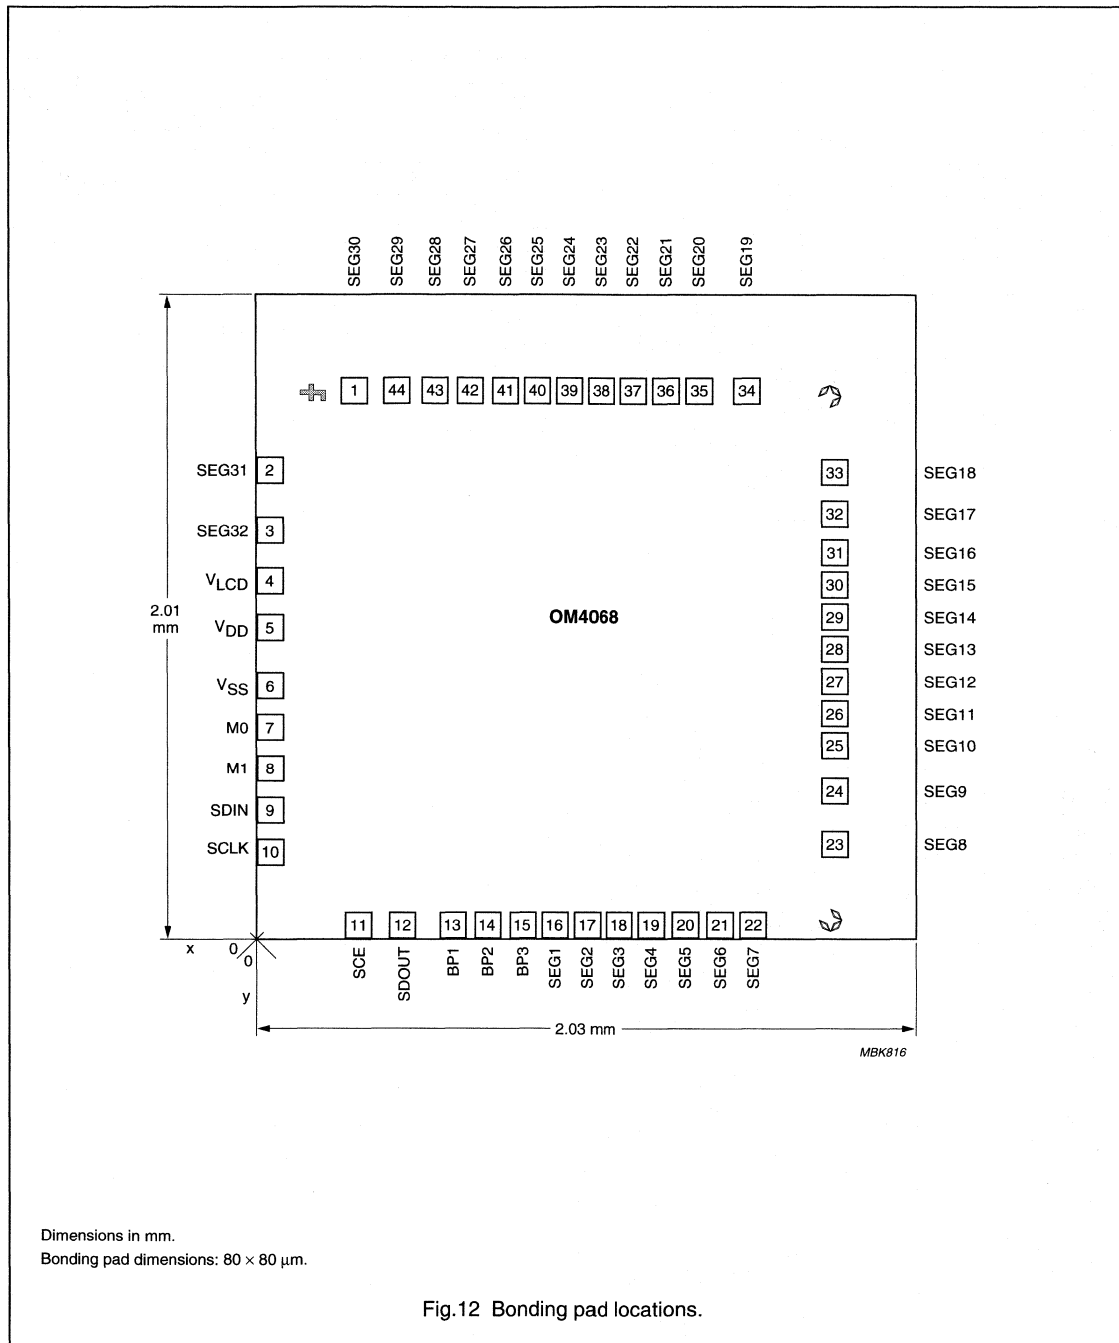 SEG30 SEG29 SEG28 SEG27 SEG26 SEG25 SEG24 SEG23 SEG22 SEG21 SEG20 SEG19
1 44 43 42 41 40 39 38 37 36 35 34
SEG31 2 33 SEG18
32 SEG17
SEG32 3
31 SEG16
VLCD 4 30 SEG15
2.01 mm
OM4068
29 SEG14
VDD 5
28 SEG13
VSS 6 27 SEG12
26 SEG11
M0 7
25 SEG10
M1 8
24 SEG9
SDIN 9
SCLK 10 23 SEG8
11 12 13 14 15 16 17 18 19 20 21 22
x 0
0
y
SCE SDOUT BP1 BP2 BP3 SEG1 SEG2 SEG3 SEG4 SEG5 SEG6 SEG7
2.03 mm
MBK816
Dimensions in mm.
Bonding pad dimensions: 80 × 80 µm.
Fig.12 Bonding pad locations.